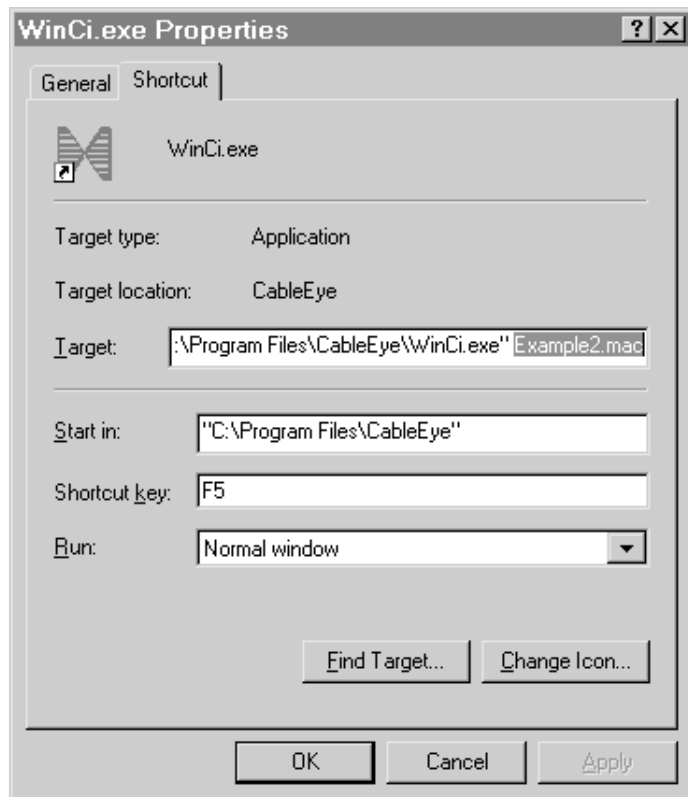 WinCi.exe Properties
General Shortcut
WinCi.exe
Target type: Application
Target location: CableEye
Target: :\Program Files\CableEye\WinCi.exe" Example2.mac
Start in: "C:\Program Files\CableEye"
Shortcut key: F5
Run: Normal window
Find Target... Change Icon...
OK Cancel Apply